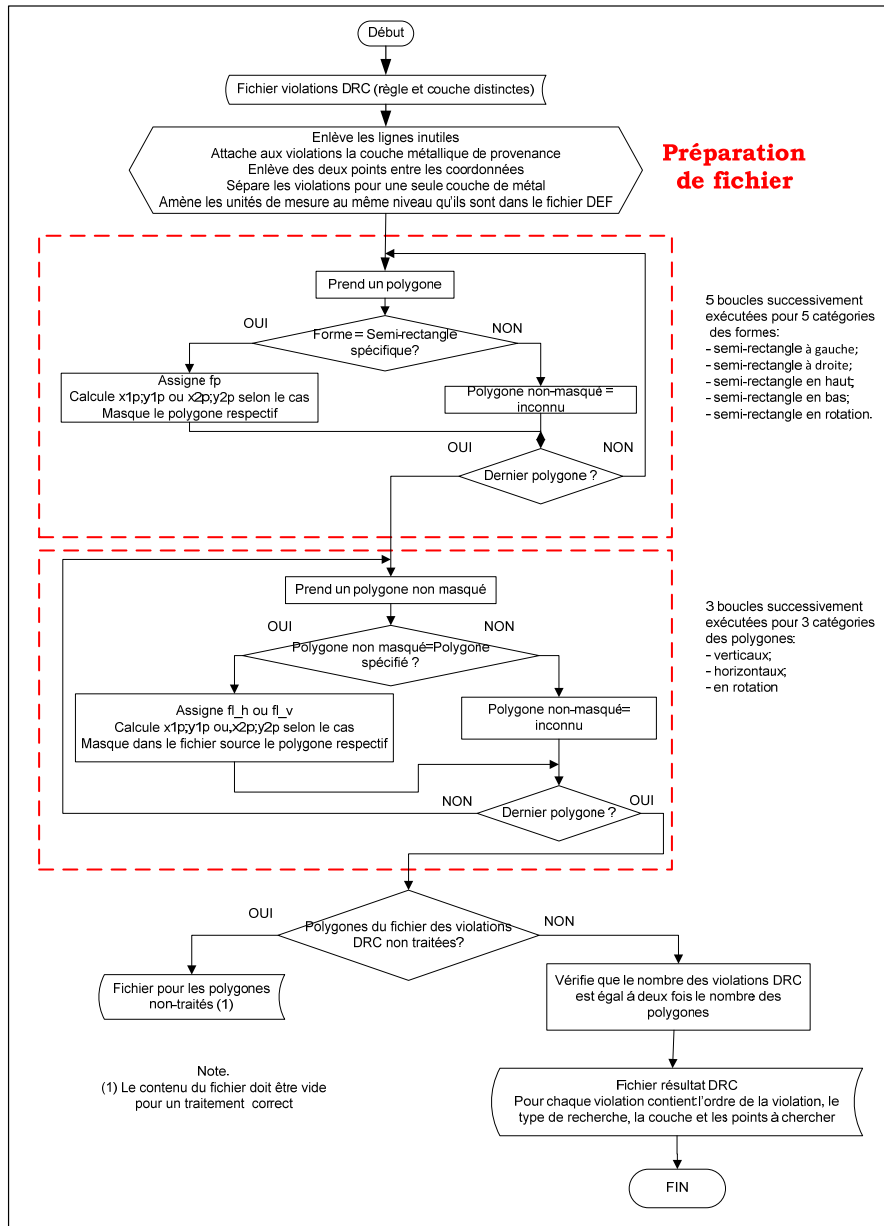 Début
Fichier violations DRC (règle et couche distinctes)
Enlève les lignes inutiles
Attache aux violations la couche métallique de provenance
Enlève des deux points entre les coordonnées
Sépare les violations pour une seule couche de métal
Amène les unités de mesure au même niveau qu'ils sont dans le fichier DEF
Préparation
de fichier
Prend un polygone
OUI
NON
Forme = Semi-rectangle
spécifique?
Assigne fp
Calcule x1p;y1p ou x2p;y2p selon le cas
Masque le polygone respectif
Polygone non-masqué =
inconnu
OUI
NON
Dernier polygone ?
5 boucles successivement
exécutées pour 5 catégories
des formes:
- semi-rectangle à gauche;
- semi-rectangle à droite;
- semi-rectangle en haut;
- semi-rectangle en bas;
- semi-rectangle en rotation.
Prend un polygone non masqué
OUI
NON
Polygone non masqué=Polygone
spécifié ?
Assigne fl_h ou fl_v
Calcule x1p;y1p ou,x2p;y2p selon le cas
Masque dans le fichier source le polygone respectif
Polygone non-masqué=
inconnu
NON
OUI
Dernier polygone ?
3 boucles successivement
exécutées pour 3 catégories
des polygones:
- verticaux;
- horizontaux;
- en rotation
OUI
NON
Polygones du fichier des violations
DRC non traitées?
Fichier pour les polygones
non-traités (1)
Vérifie que le nombre des violations DRC
est égal á deux fois le nombre des
polygones
Note.
(1) Le contenu du fichier doit être vide
pour un traitement correct
Fichier résultat DRC
Pour chaque violation contient l'ordre de la violation, le
type de recherche, la couche et les points à chercher
FIN